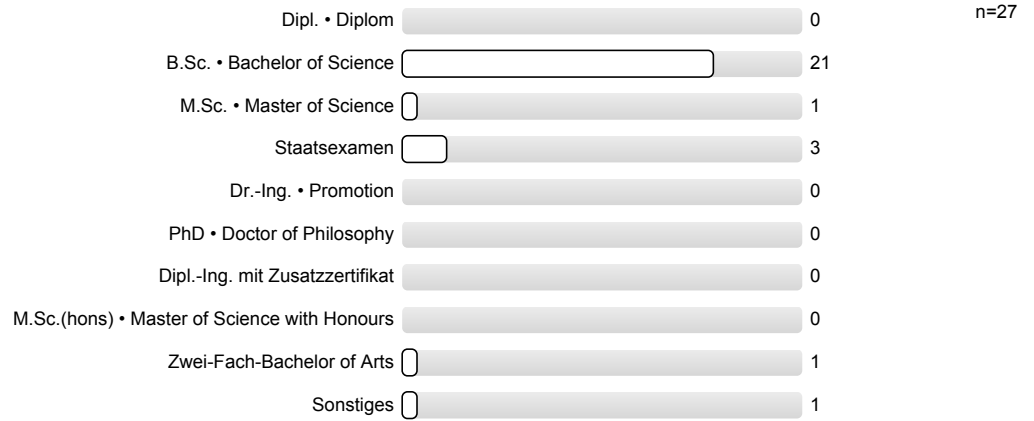 Dipl. • Diplom 0 n=27
B.Sc. • Bachelor of Science 21
M.Sc. • Master of Science 1
Staatsexamen 3
Dr.-Ing. • Promotion 0
PhD • Doctor of Philosophy 0
Dipl.-Ing. mit Zusatzzertifikat 0
M.Sc.(hons) • Master of Science with Honours 0
Zwei-Fach-Bachelor of Arts 1
Sonstiges 1